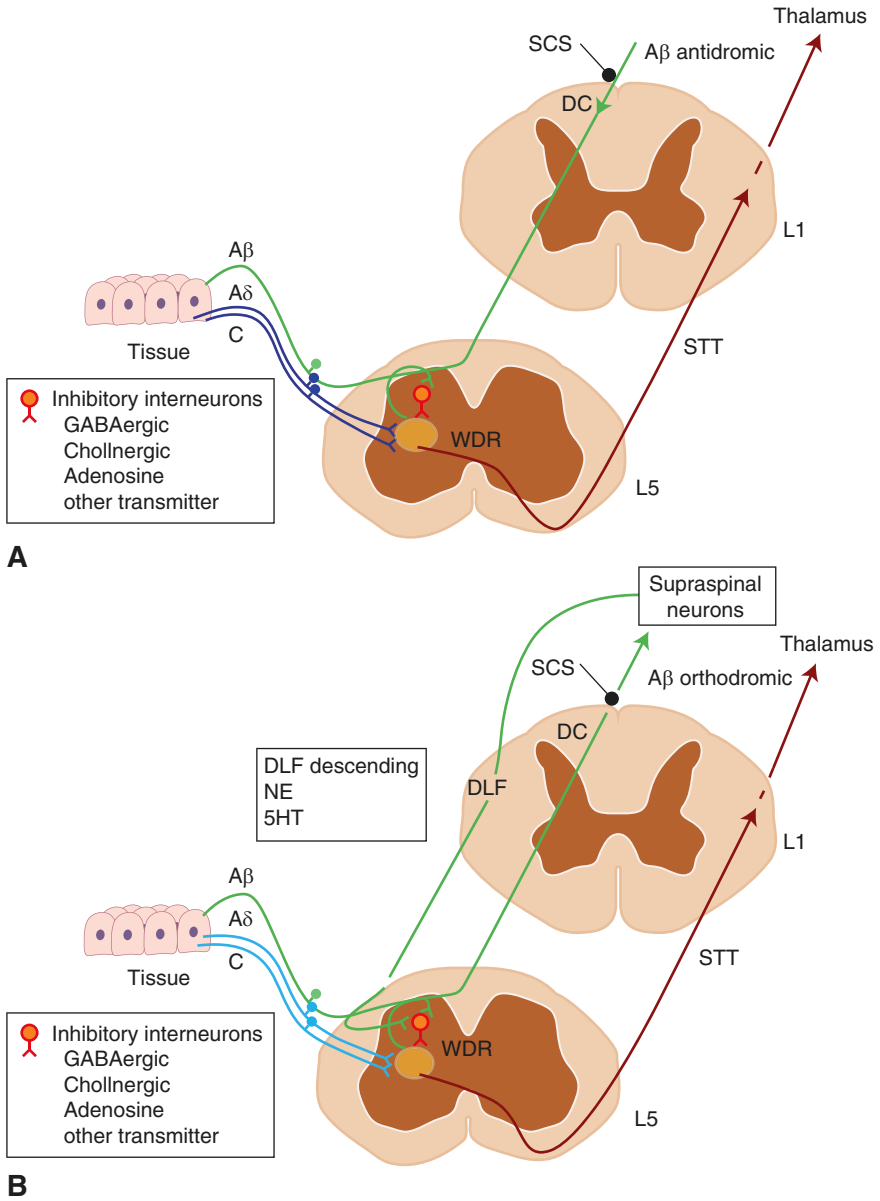 Thalamus
SCS
Aβ antidromic
DC
L1
Aβ
Aδ
C
Tissue
STT
Inhibitory interneurons
GABAergic
Chollnergic
Adenosine
other transmitter
WDR
L5
A
Supraspinal
neurons
Thalamus
SCS
Aβ orthodromic
DC
DLF descending
NE
5HT
DLF
L1
Aβ
Aδ
C
Tissue
STT
Inhibitory interneurons
GABAergic
Chollnergic
Adenosine
other transmitter
WDR
L5
B